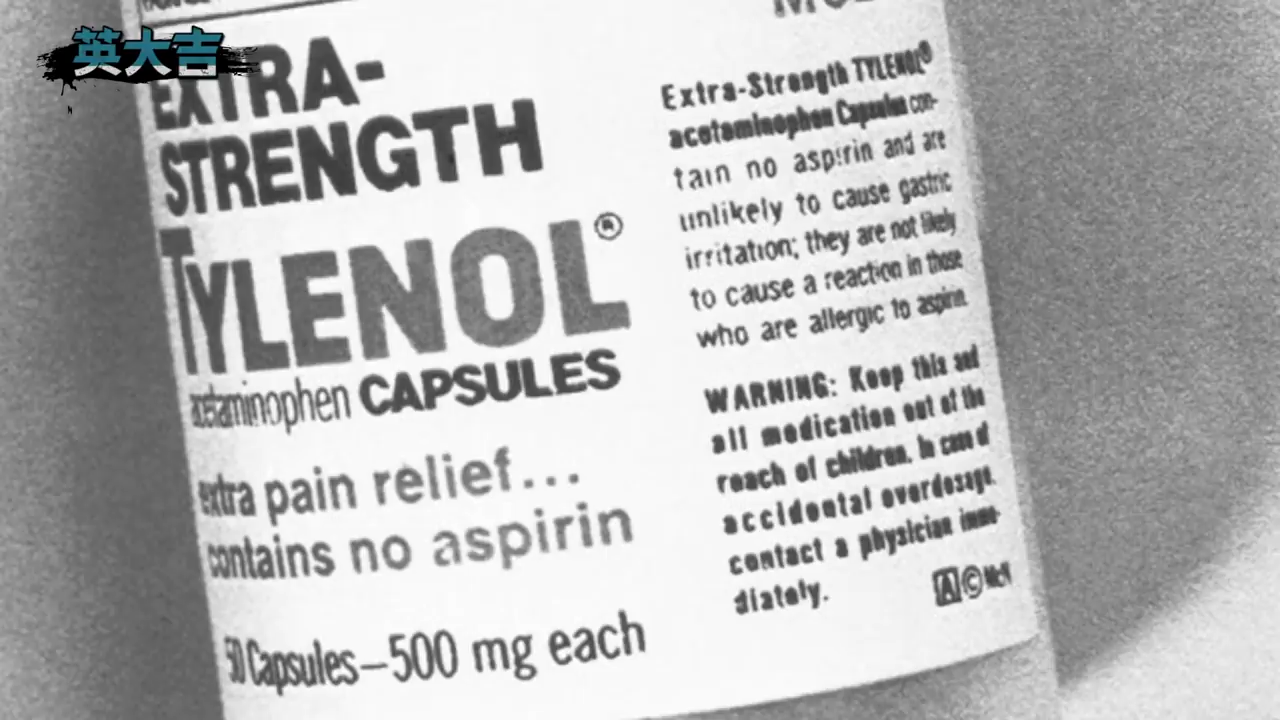 英大吉
EXTRA-
STRENGTH
TYLENOL®
acetaminophen CAPSULES
extra pain relief...
contains no aspirin
50 Capsules–500 mg each
Extra-Strength TYLENOL®
acetaminophen Capsules con-
tain no aspirin and are
unlikely to cause gastric
irritation; they are not likely
to cause a reaction in those
who are allergic to aspirin.
WARNING: Keep this and
all medication out of the
reach of children. In case of
accidental overdosage,
contact a physician imme-
diately.
A © McN